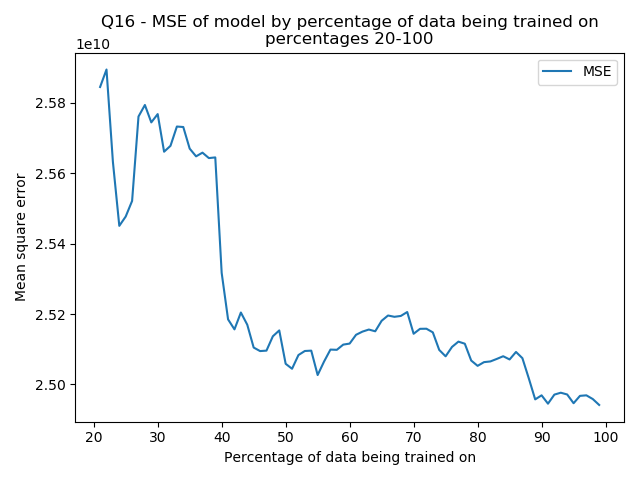 Q16 - MSE of model by percentage of data being trained on
percentages 20-100
1e10
MSE
2.58
2.56
2.54
2.52
2.50
Mean square error
20 30 40 50 60 70 80 90 100
Percentage of data being trained on